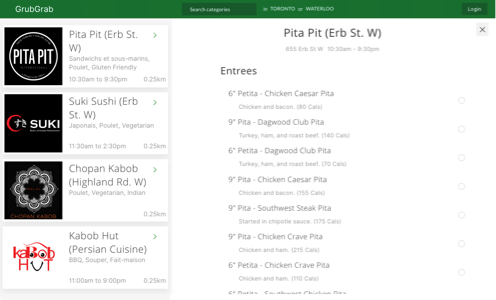 GrubGrab
Search categories
in TORONTO or WATERLOO
Login
PITA PIT
Pita Pit (Erb St. W)
Sandwichs et sous-marins, Poulet, Gluten Friendly
10:30am to 9:30pm 0.25km
すき SUKI
Suki Sushi (Erb St. W)
Japonais, Poulet, Vegetarian
11:30am to 2:30pm 0.25km
CHOPAN KABOB
Chopan Kabob (Highland Rd. W)
Poulet, Vegetarian, Indian
0.25km
KaBoB HUT
Kabob Hut (Persian Cuisine)
BBQ, Souper, Fait-maison
11:00am to 9:00pm 0.25km
Pita Pit (Erb St. W)
655 Erb St W 10:30am - 9:30pm
Entrees
6" Petita - Chicken Caesar Pita
Chicken and bacon. (80 Cals)
9" Pita - Dagwood Club Pita
Turkey, ham, and roast beef. (140 Cals)
6" Petita - Dagwood Club Pita
Turkey, ham, and roast beef. (70 Cals)
9" Pita - Chicken Caesar Pita
Chicken and bacon. (155 Cals)
9" Pita - Southwest Steak Pita
Started in chipotle sauce. (175 Cals)
9" Pita - Chicken Crave Pita
Chicken and ham. (215 Cals)
6" Petita - Chicken Crave Pita
Chicken and ham. (110 Cals)
6" Petita - Southwest Steak Pita